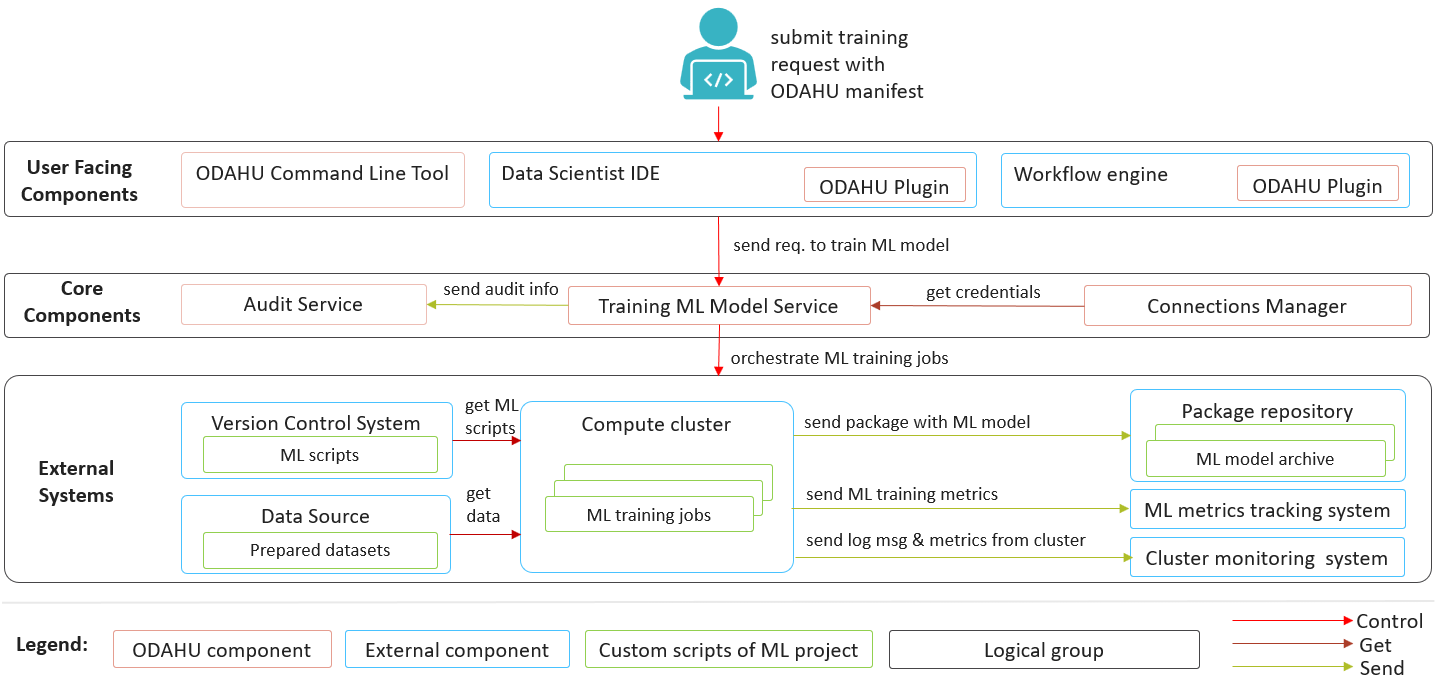 submit training
request with
ODAHU manifest
User Facing
Components
ODAHU Command Line Tool
Data Scientist IDE
ODAHU Plugin
Workflow engine
ODAHU Plugin
send req. to train ML model
Core
Components
Audit Service
send audit info
Training ML Model Service
get credentials
Connections Manager
orchestrate ML training jobs
External
Systems
Version Control System
ML scripts
get ML
scripts
Data Source
Prepared datasets
get
data
Compute cluster
ML training jobs
send package with ML model
Package repository
ML model archive
send ML training metrics
ML metrics tracking system
send log msg & metrics from cluster
Cluster monitoring system
Legend:
ODAHU component
External component
Custom scripts of ML project
Logical group
Control
Get
Send